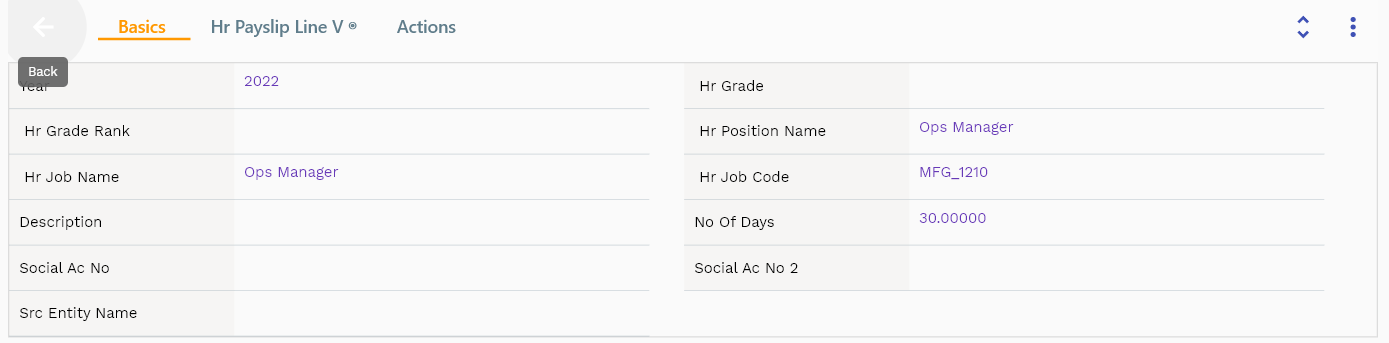 Basics Hr Payslip Line V ® Actions
Back
Year 2022 Hr Grade
Hr Grade Rank Hr Position Name Ops Manager
Hr Job Name Ops Manager Hr Job Code MFG_1210
Description No Of Days 30.00000
Social Ac No Social Ac No 2
Src Entity Name